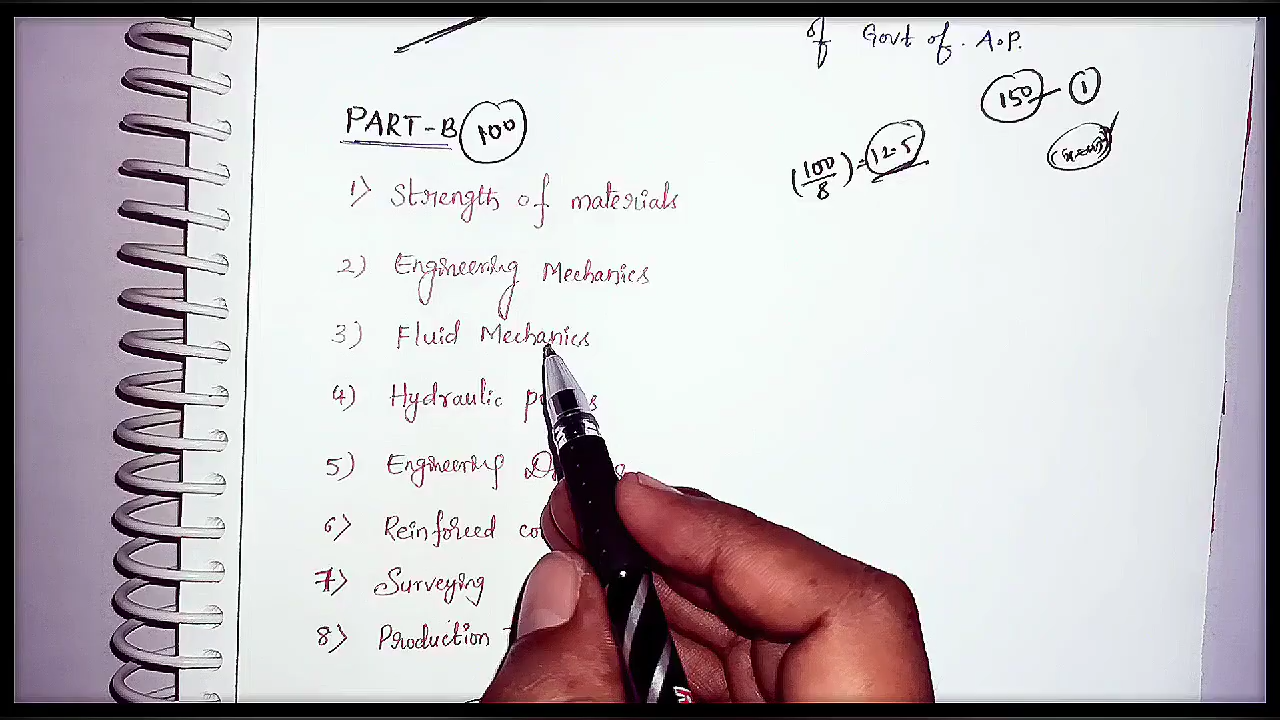 of Govt of. A.P.
150 - 1
PART-B 100
(100/8) = 12.5
1) Strength of materials
2) Engineering Mechanics
3) Fluid Mechanics
4) Hydraulic
5) Engineering
6) Reinforced
7) Surveying
8) Production